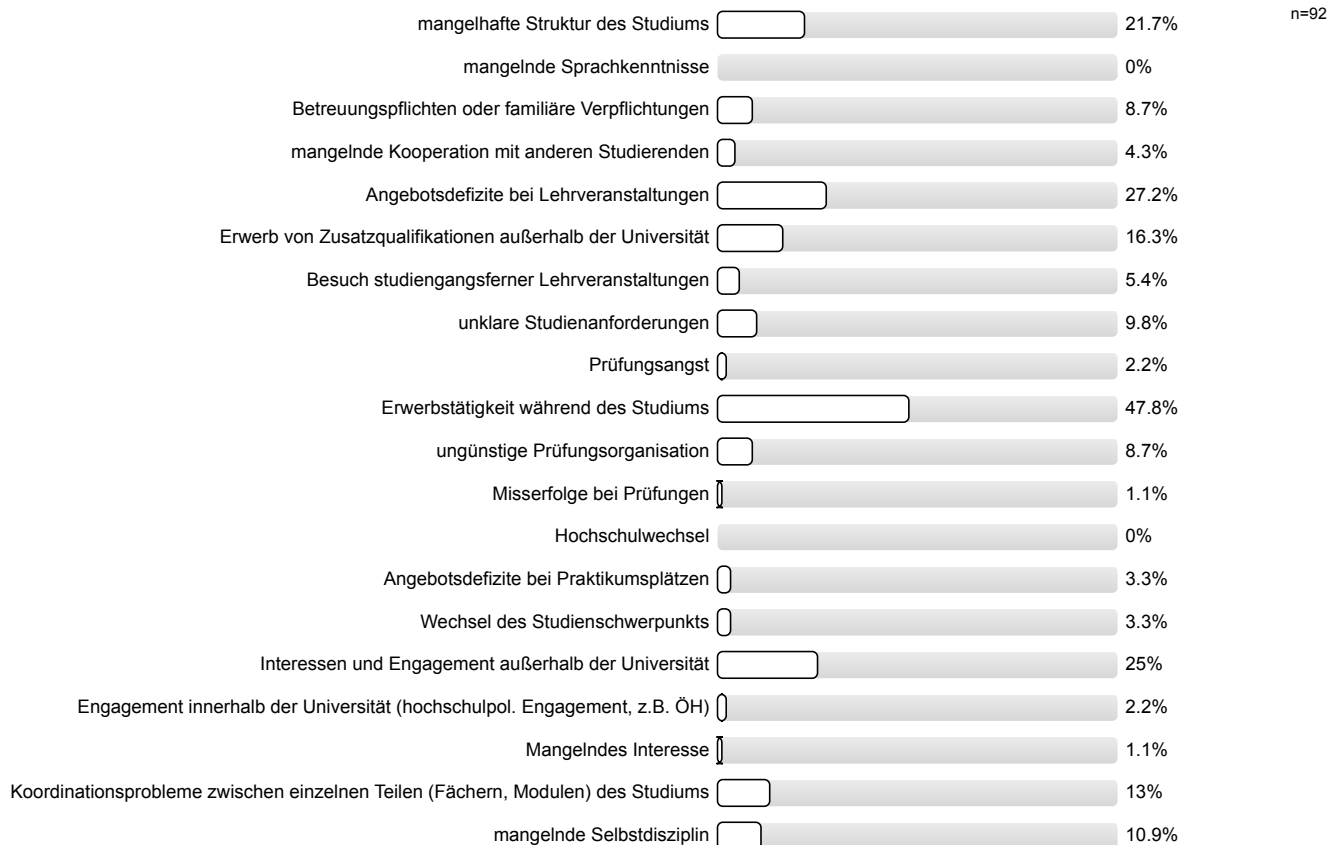 mangelhafte Struktur des Studiums 21.7% n=92
mangelnde Sprachkenntnisse 0%
Betreuungspflichten oder familiäre Verpflichtungen 8.7%
mangelnde Kooperation mit anderen Studierenden 4.3%
Angebotsdefizite bei Lehrveranstaltungen 27.2%
Erwerb von Zusatzqualifikationen außerhalb der Universität 16.3%
Besuch studiengangsferner Lehrveranstaltungen 5.4%
unklare Studienanforderungen 9.8%
Prüfungsangst 2.2%
Erwerbstätigkeit während des Studiums 47.8%
ungünstige Prüfungsorganisation 8.7%
Misserfolge bei Prüfungen 1.1%
Hochschulwechsel 0%
Angebotsdefizite bei Praktikumsplätzen 3.3%
Wechsel des Studienschwerpunkts 3.3%
Interessen und Engagement außerhalb der Universität 25%
Engagement innerhalb der Universität (hochschulpol. Engagement, z.B. ÖH) 2.2%
Mangelndes Interesse 1.1%
Koordinationsprobleme zwischen einzelnen Teilen (Fächern, Modulen) des Studiums 13%
mangelnde Selbstdisziplin 10.9%